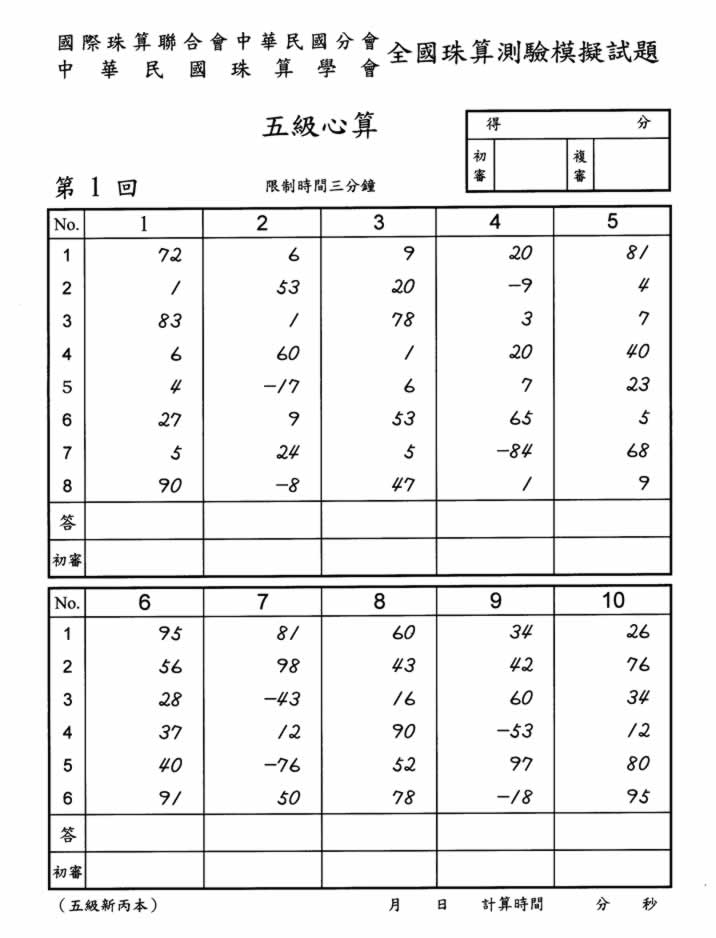 國際珠算聯合會中華民國分會
中華民國珠算學會
全國珠算測驗模擬試題
五級心算
得 分
初審 複審
第1回 限制時間三分鐘
No. 1 2 3 4 5
1 72 6 9 20 81
2 1 53 20 -9 4
3 83 1 78 3 7
4 6 60 1 20 40
5 4 -17 6 7 23
6 27 9 53 65 5
7 5 24 5 -84 68
8 90 -8 47 1 9
答
初審
No. 6 7 8 9 10
1 95 81 60 34 26
2 56 98 43 42 76
3 28 -43 16 60 34
4 37 12 90 -53 12
5 40 -76 52 97 80
6 91 50 78 -18 95
答
初審
(五級新丙本) 月 日 計算時間 分 秒